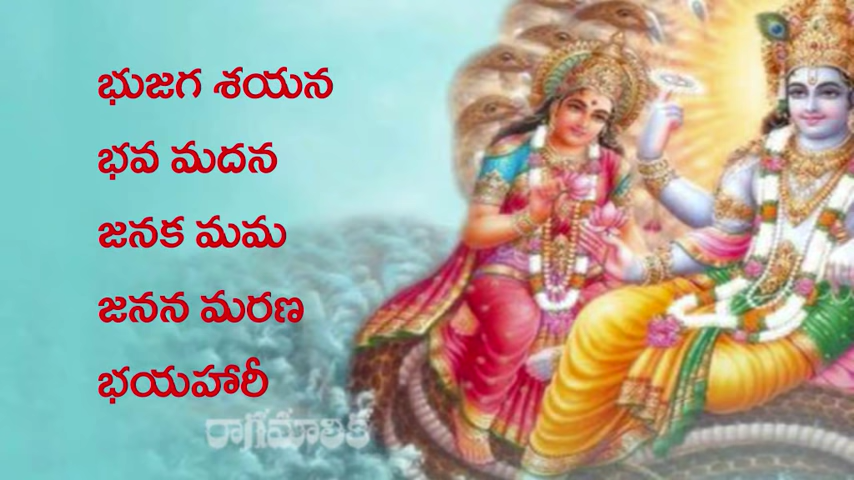 భుజగ శయన
భవ మదన
జనక మమ
జనన మరణ
భయహారీ
రాగమాలిక